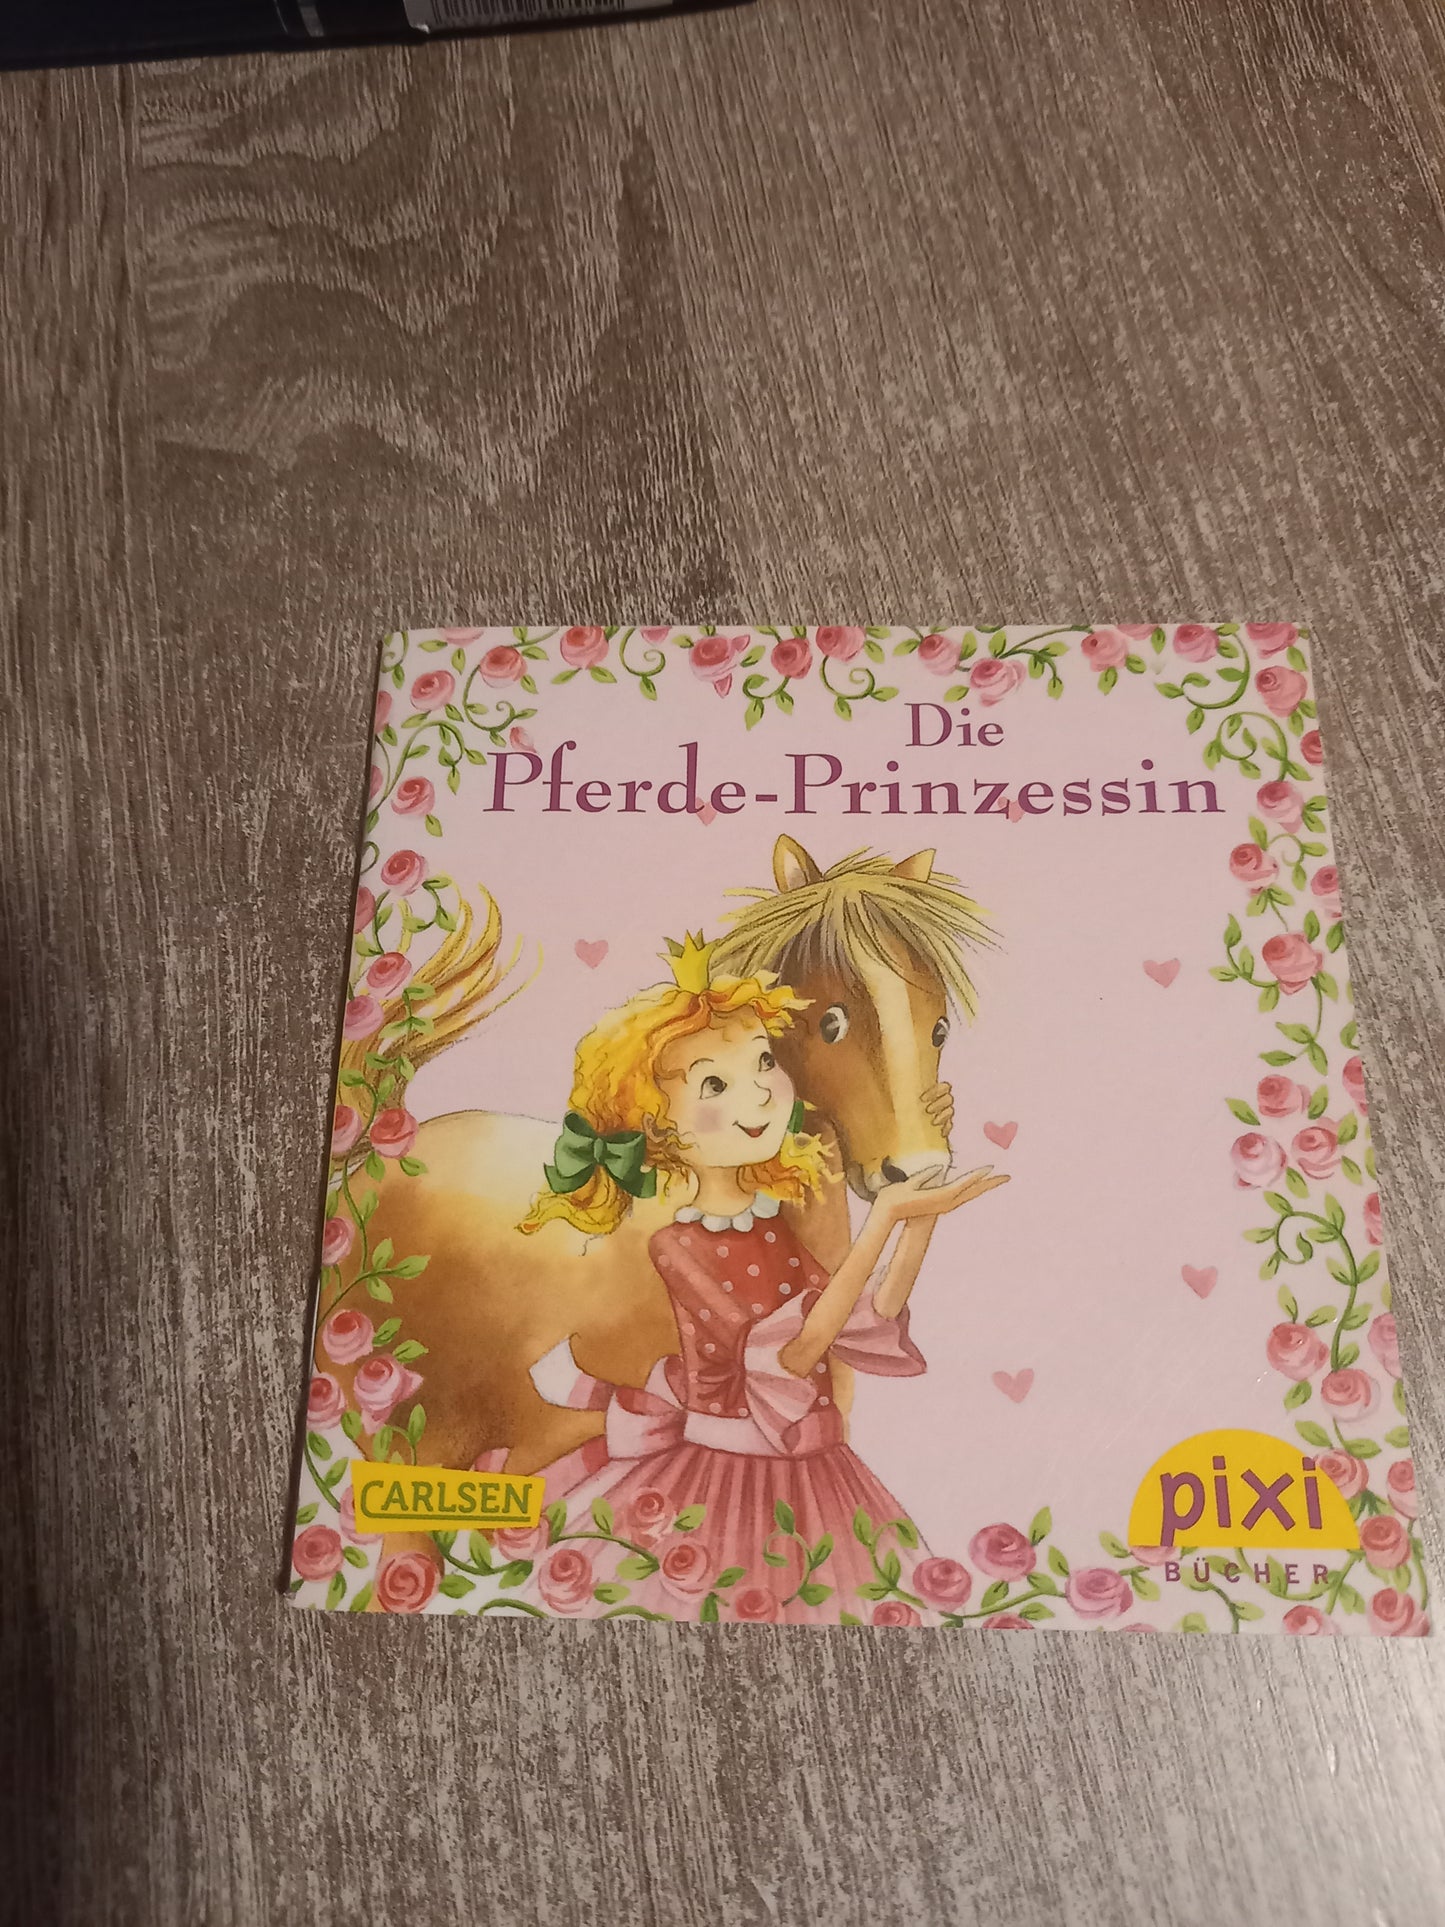 Die
Pferde-Prinzessin
CARLSEN
pixi
BÜCHER